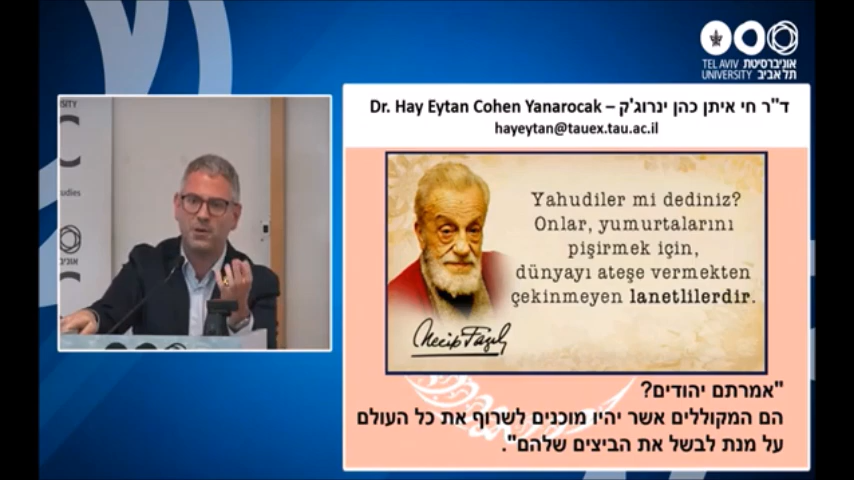 TEL AVIV אוניברסיטת
UNIVERSITY תל אביב
SITY
tudies
Dr. Hay Eytan Cohen Yanarocak – ד"ר חי איתן כהן ינרוג'ק
hayeytan@tauex.tau.ac.il
Yahudiler mi dediniz?
Onlar, yumurtalarını
pişirmek için,
dünyayı ateşe vermekten
çekinmeyen lanetlilerdir.
Necip Fazıl
"אמרתם יהודים?
הם המקוללים אשר יהיו מוכנים לשרוף את כל העולם
על מנת לבשל את הביצים שלהם".